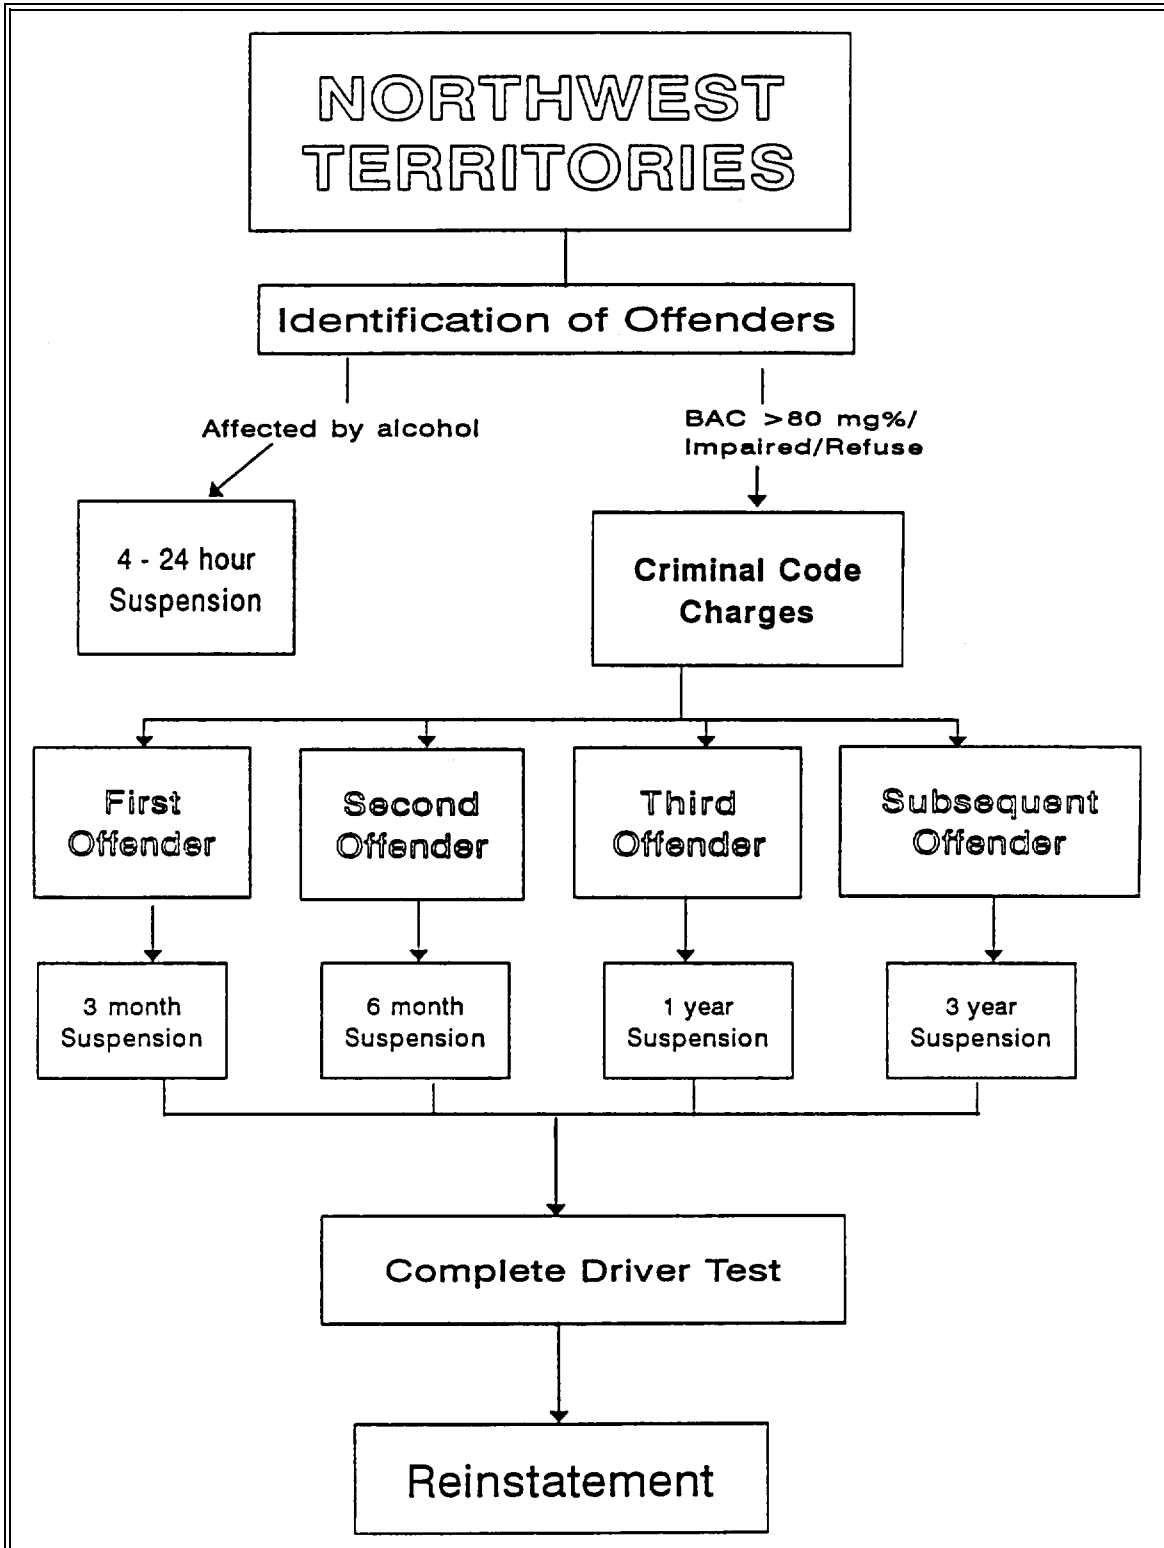 NORTHWEST
TERRITORIES
Identification of Offenders
Affected by alcohol
BAC >80 mg%/
Impaired/Refuse
4 - 24 hour
Suspension
Criminal Code
Charges
First
Offender
Second
Offender
Third
Offender
Subsequent
Offender
3 month
Suspension
6 month
Suspension
1 year
Suspension
3 year
Suspension
Complete Driver Test
Reinstatement